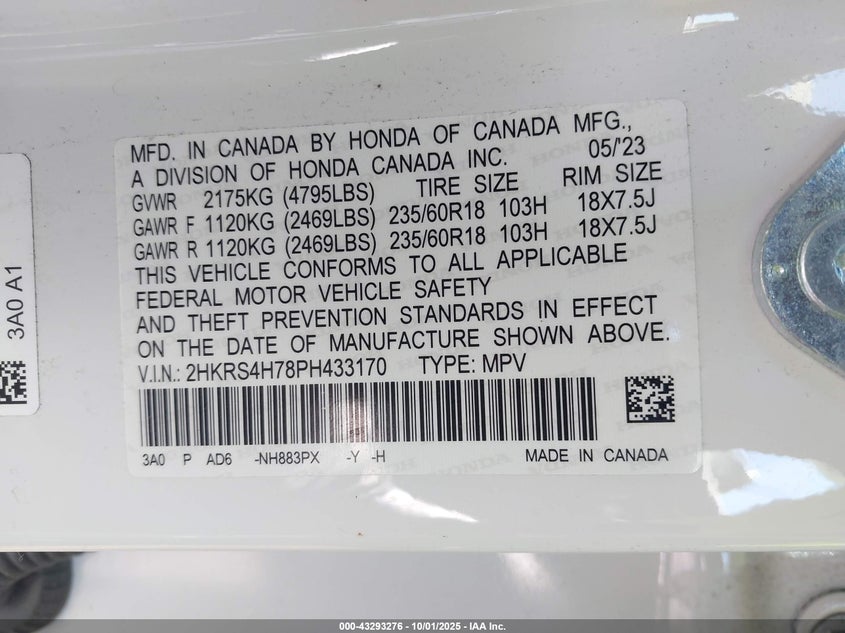 MFD. IN CANADA BY HONDA OF CANADA MFG.,
A DIVISION OF HONDA CANADA INC. 05/'23
GVWR 2175KG (4795LBS) TIRE SIZE RIM SIZE
GAWR F 1120KG (2469LBS) 235/60R18 103H 18X7.5J
GAWR R 1120KG (2469LBS) 235/60R18 103H 18X7.5J
THIS VEHICLE CONFORMS TO ALL APPLICABLE
FEDERAL MOTOR VEHICLE SAFETY
AND THEFT PREVENTION STANDARDS IN EFFECT
ON THE DATE OF MANUFACTURE SHOWN ABOVE.
V.I.N.: 2HKRS4H78PH433170 TYPE: MPV
3A0 P AD6 -NH883PX -Y -H MADE IN CANADA
3A0 A1
000-43293276 - 10/01/2025 - IAA Inc.